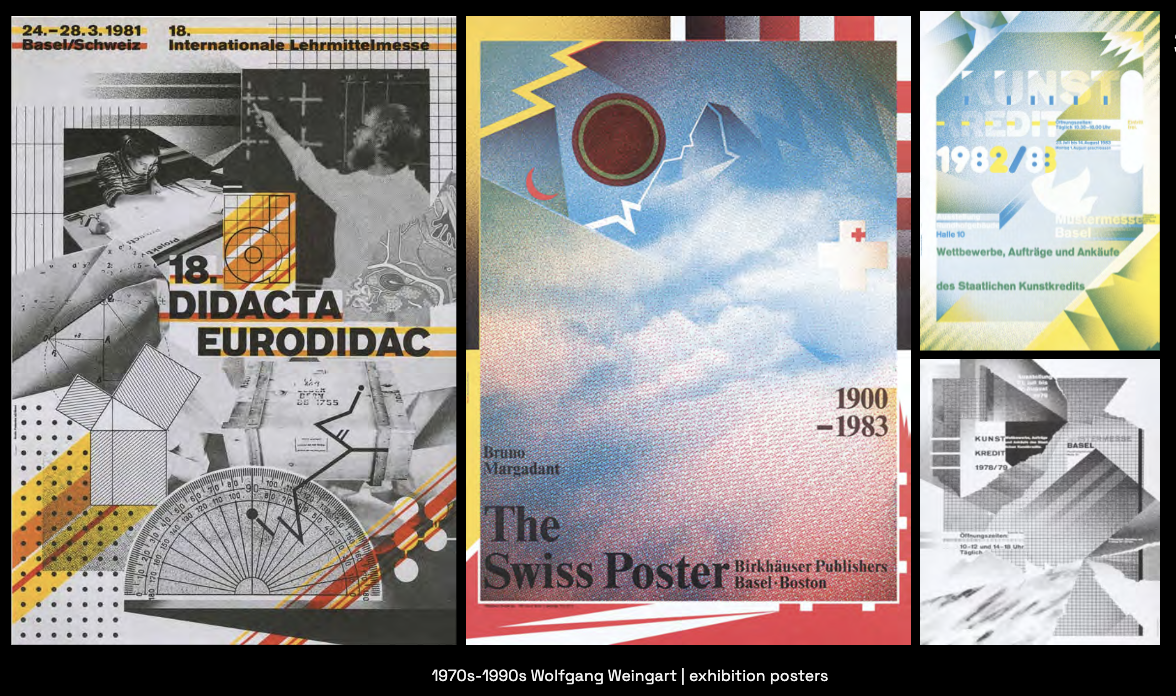 24.–28.3.1981
Basel/Schweiz
18.
Internationale Lehrmittelmesse
Projekt
18.
DIDACTA
EURODIDAC
90
1900
–1983
Bruno
Margadant
The
Swiss Poster
Birkhäuser Publishers
Basel·Boston
KUNST
KREDIT
1982/83
Öffnungszeiten:
Mustermesse
Basel
Halle 10
Wettbewerbe, Aufträge und Ankäufe
des Staatlichen Kunstkredits
KUNST
KREDIT
1978/79
BASEL
Öffnungszeiten:
10–12 und 14–18 Uhr
Täglich
1970s-1990s Wolfgang Weingart | exhibition posters